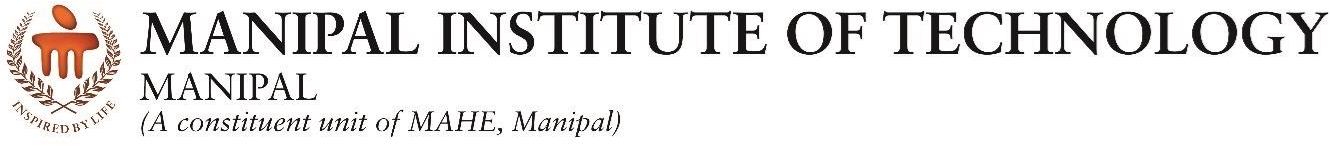 MANIPAL INSTITUTE OF TECHNOLOGY
MANIPAL
(A constituent unit of MAHE, Manipal)
INSPIRED BY LIFE